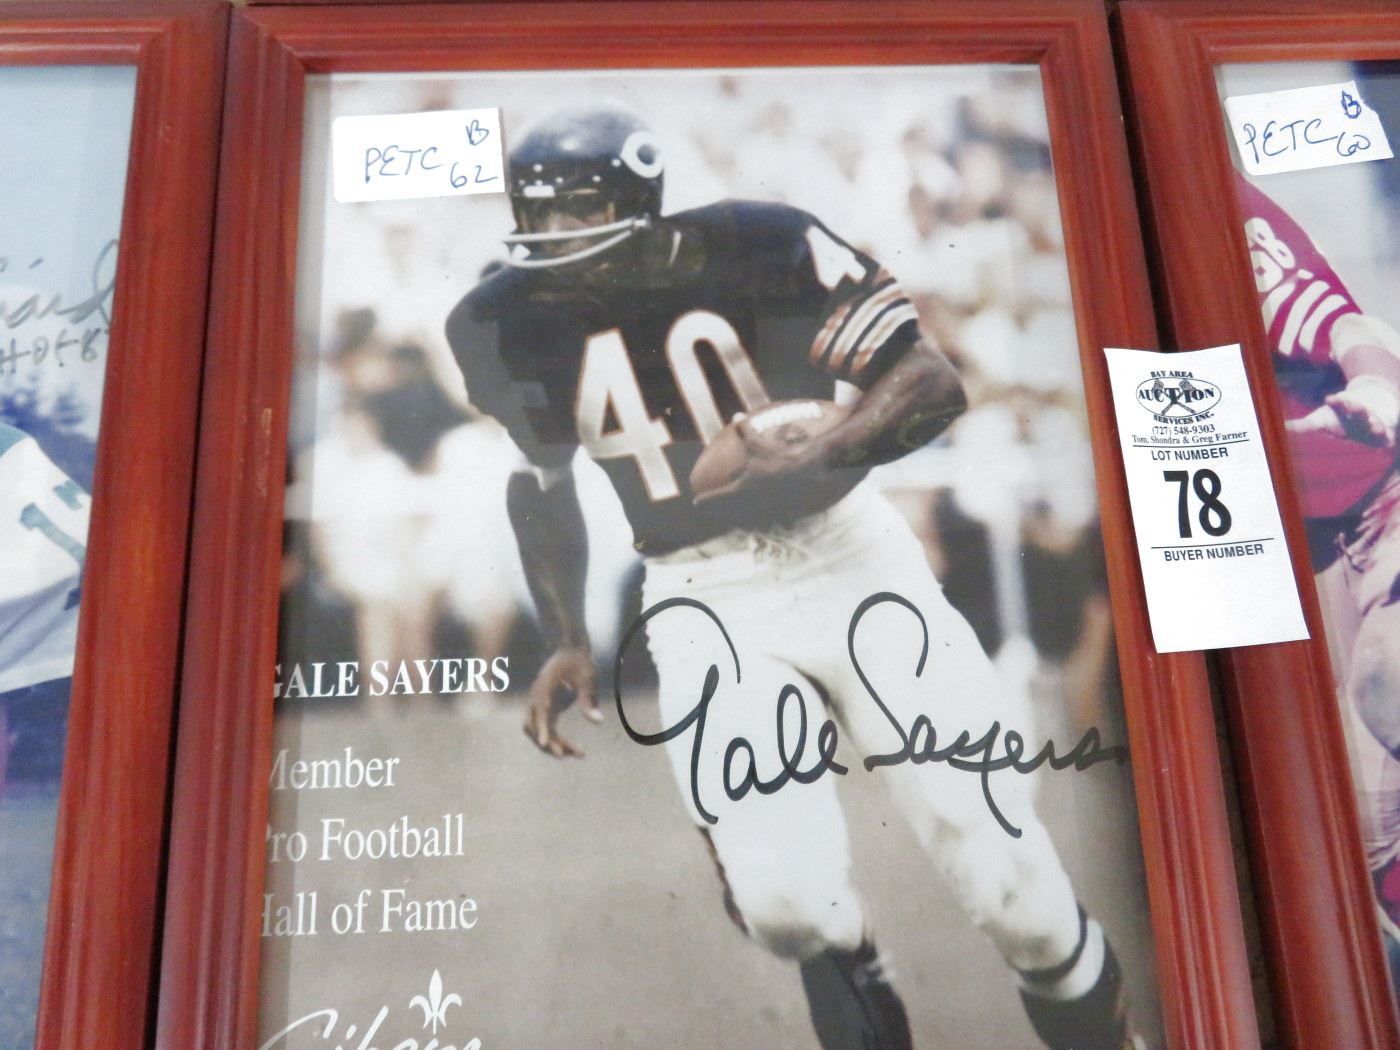 PETC B
62
PETC B
60
40
4
GALE SAYERS
Member
Pro Football
Hall of Fame
Gale Sayers
BAY AREA
AUCTION
SERVICES INC.
(727) 548-9303
Tom, Shondra & Greg Farner
LOT NUMBER
78
BUYER NUMBER